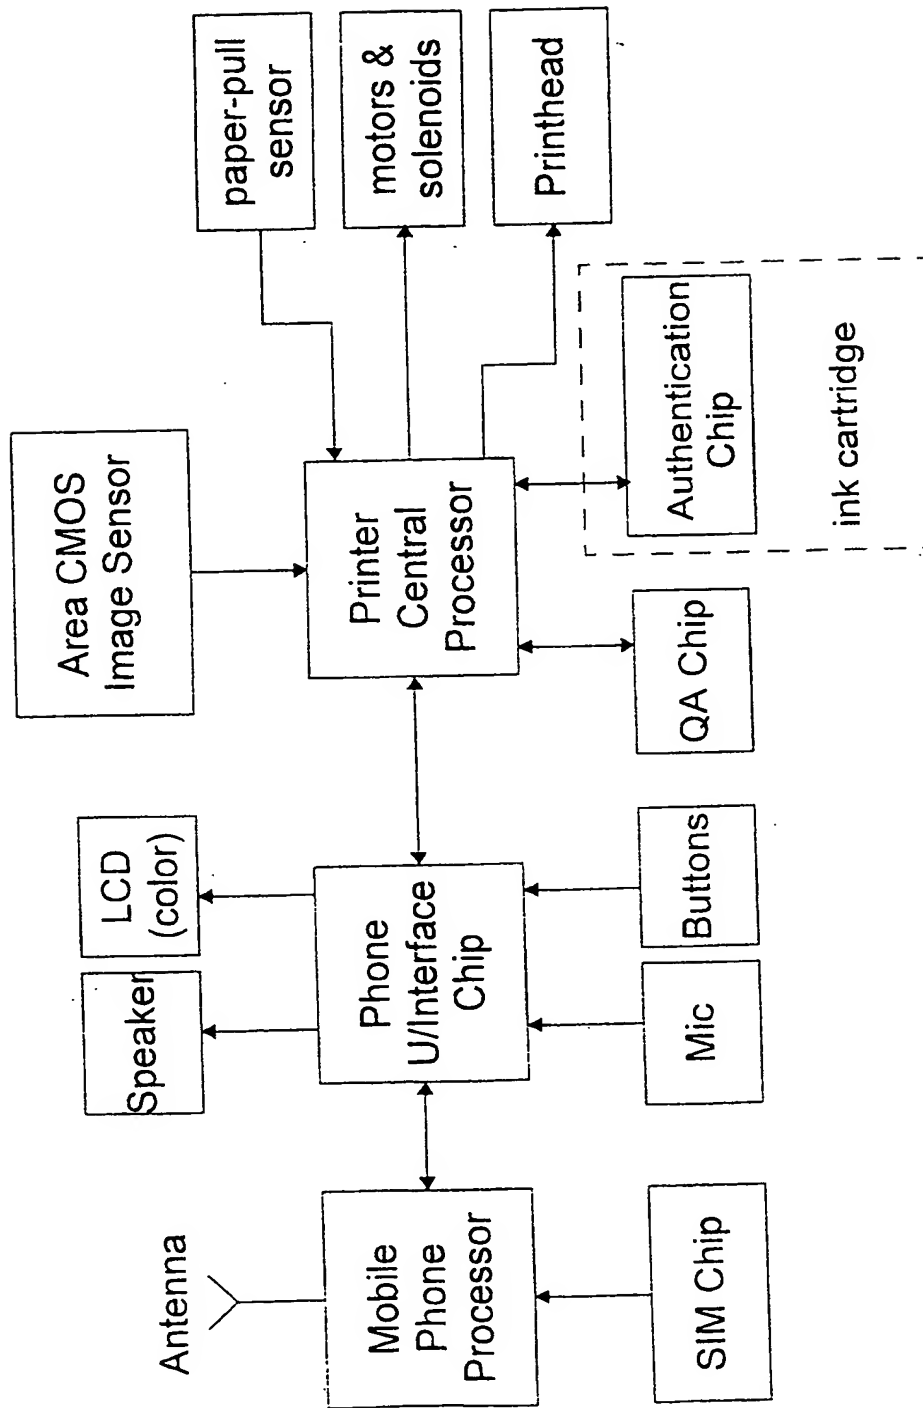 Antenna
Mobile
Phone
Processor
SIM Chip
Speaker
LCD
(color)
Phone
U/Interface
Chip
Mic
Buttons
Area CMOS
Image Sensor
Printer
Central
Processor
QA Chip
Authentication
Chip
ink cartridge
paper-pull
sensor
motors &
solenoids
Printhead